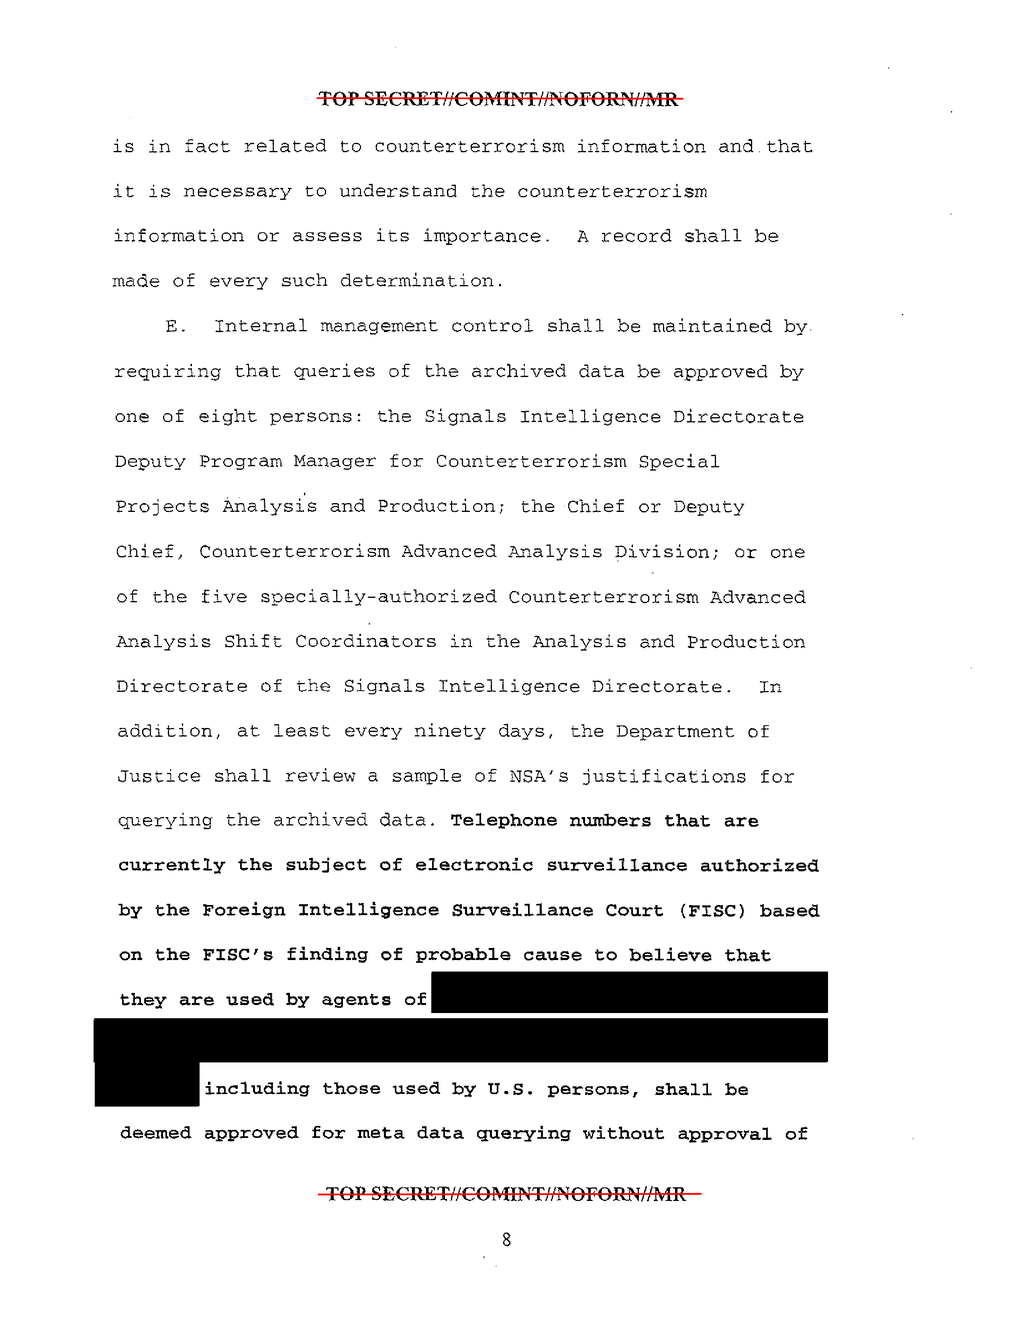 TOP SECRET//COMINT//NOFORN//MR
is in fact related to counterterrorism information and that
it is necessary to understand the counterterrorism
information or assess its importance. A record shall be
made of every such determination.
E. Internal management control shall be maintained by
requiring that queries of the archived data be approved by
one of eight persons: the Signals Intelligence Directorate
Deputy Program Manager for Counterterrorism Special
Projects Analysis and Production; the Chief or Deputy
Chief, Counterterrorism Advanced Analysis Division; or one
of the five specially-authorized Counterterrorism Advanced
Analysis Shift Coordinators in the Analysis and Production
Directorate of the Signals Intelligence Directorate. In
addition, at least every ninety days, the Department of
Justice shall review a sample of NSA's justifications for
querying the archived data. Telephone numbers that are
currently the subject of electronic surveillance authorized
by the Foreign Intelligence Surveillance Court (FISC) based
on the FISC's finding of probable cause to believe that
they are used by agents of
including those used by U.S. persons, shall be
deemed approved for meta data querying without approval of
TOP SECRET//COMINT//NOFORN//MR
8